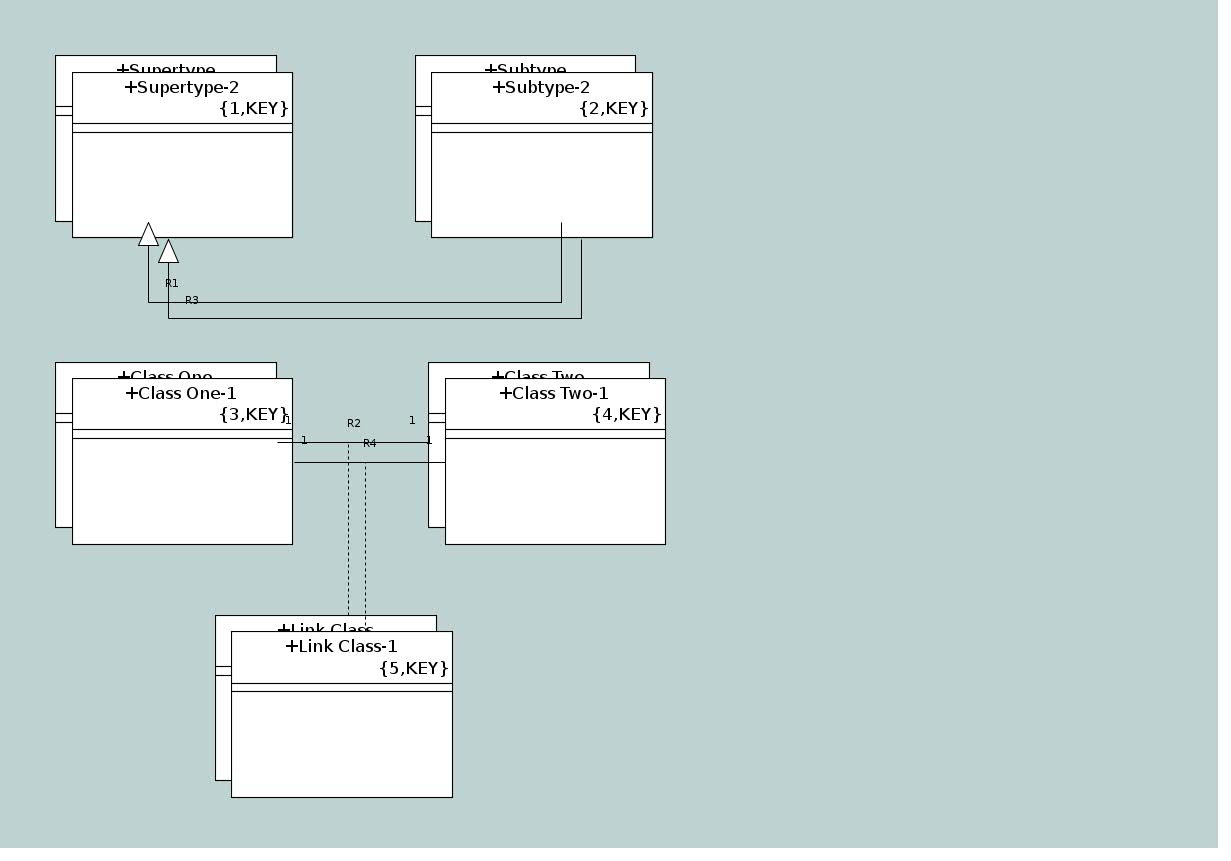 +Supertype
+Supertype-2
{1,KEY}
+Subtype
+Subtype-2
{2,KEY}
R1
R3
+Class One
+Class One-1
{3,KEY}
+Class Two
+Class Two-1
{4,KEY}
1 R2 1
1 R4 1
+Link Class
+Link Class-1
{5,KEY}